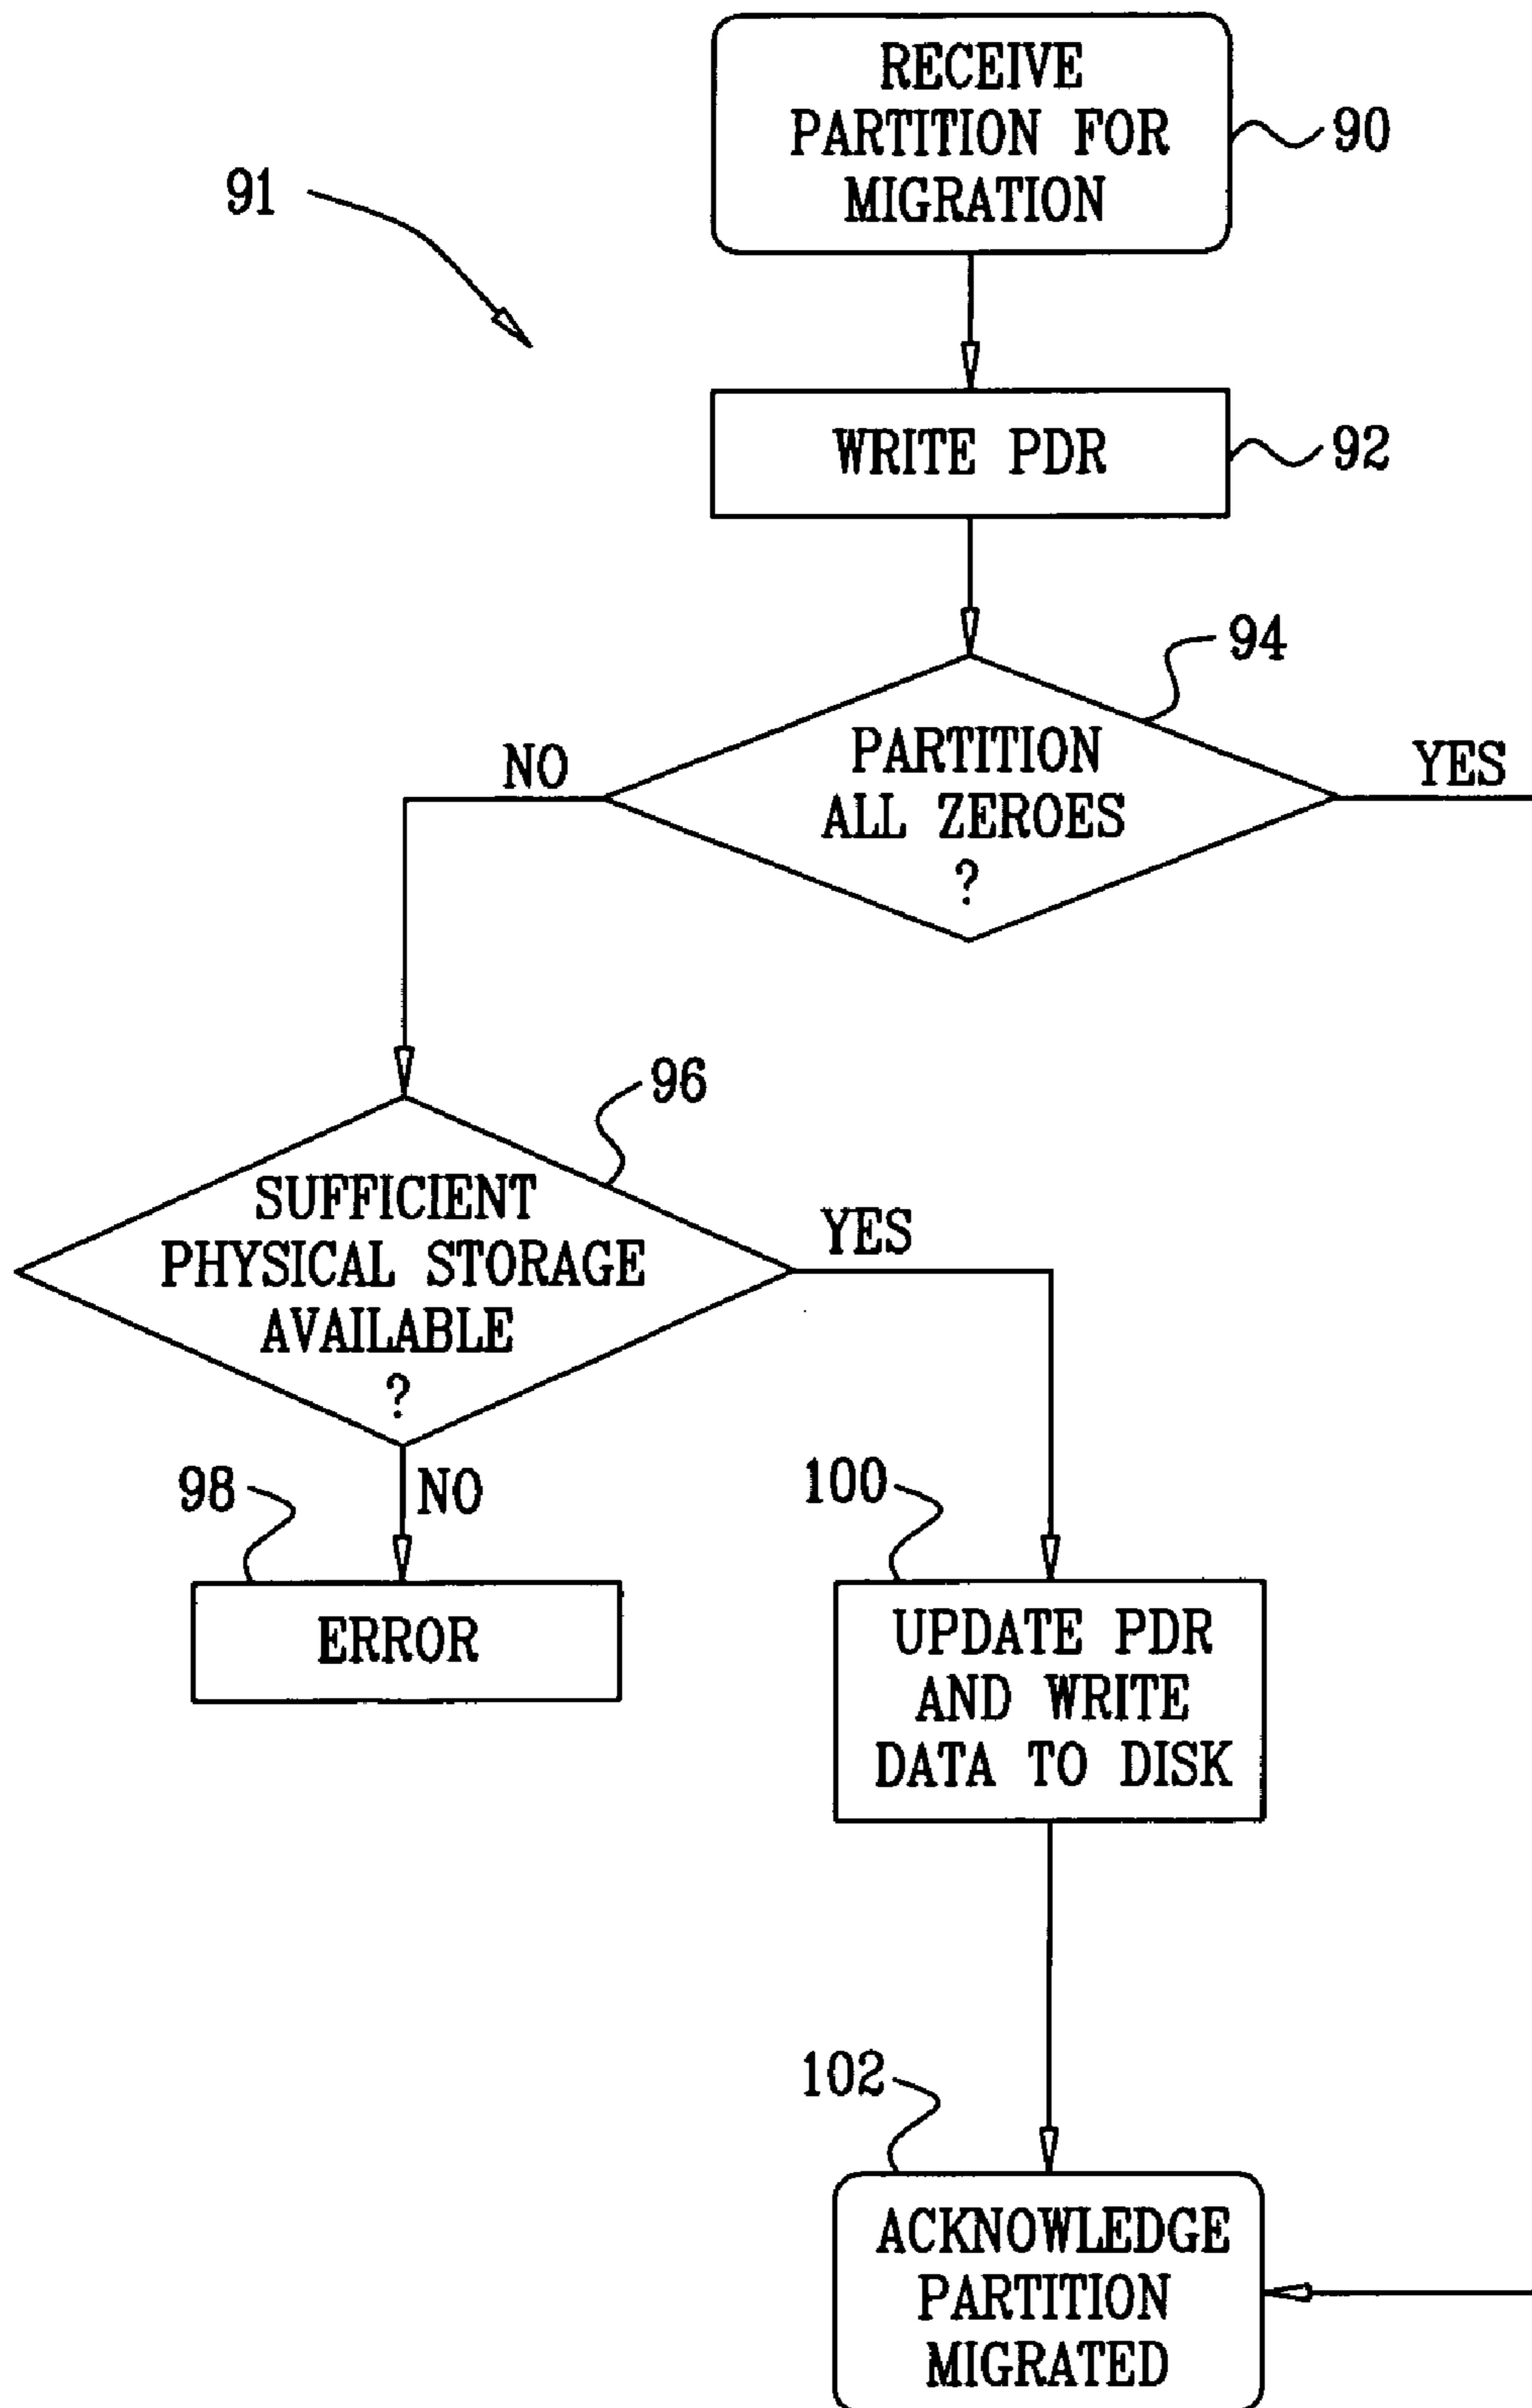 RECEIVE
PARTITION FOR
MIGRATION
90
91
WRITE PDR
92
94
PARTITION
ALL ZEROES
?
NO
YES
96
SUFFICIENT
PHYSICAL STORAGE
AVAILABLE
?
YES
NO
98
ERROR
100
UPDATE PDR
AND WRITE
DATA TO DISK
102
ACKNOWLEDGE
PARTITION
MIGRATED